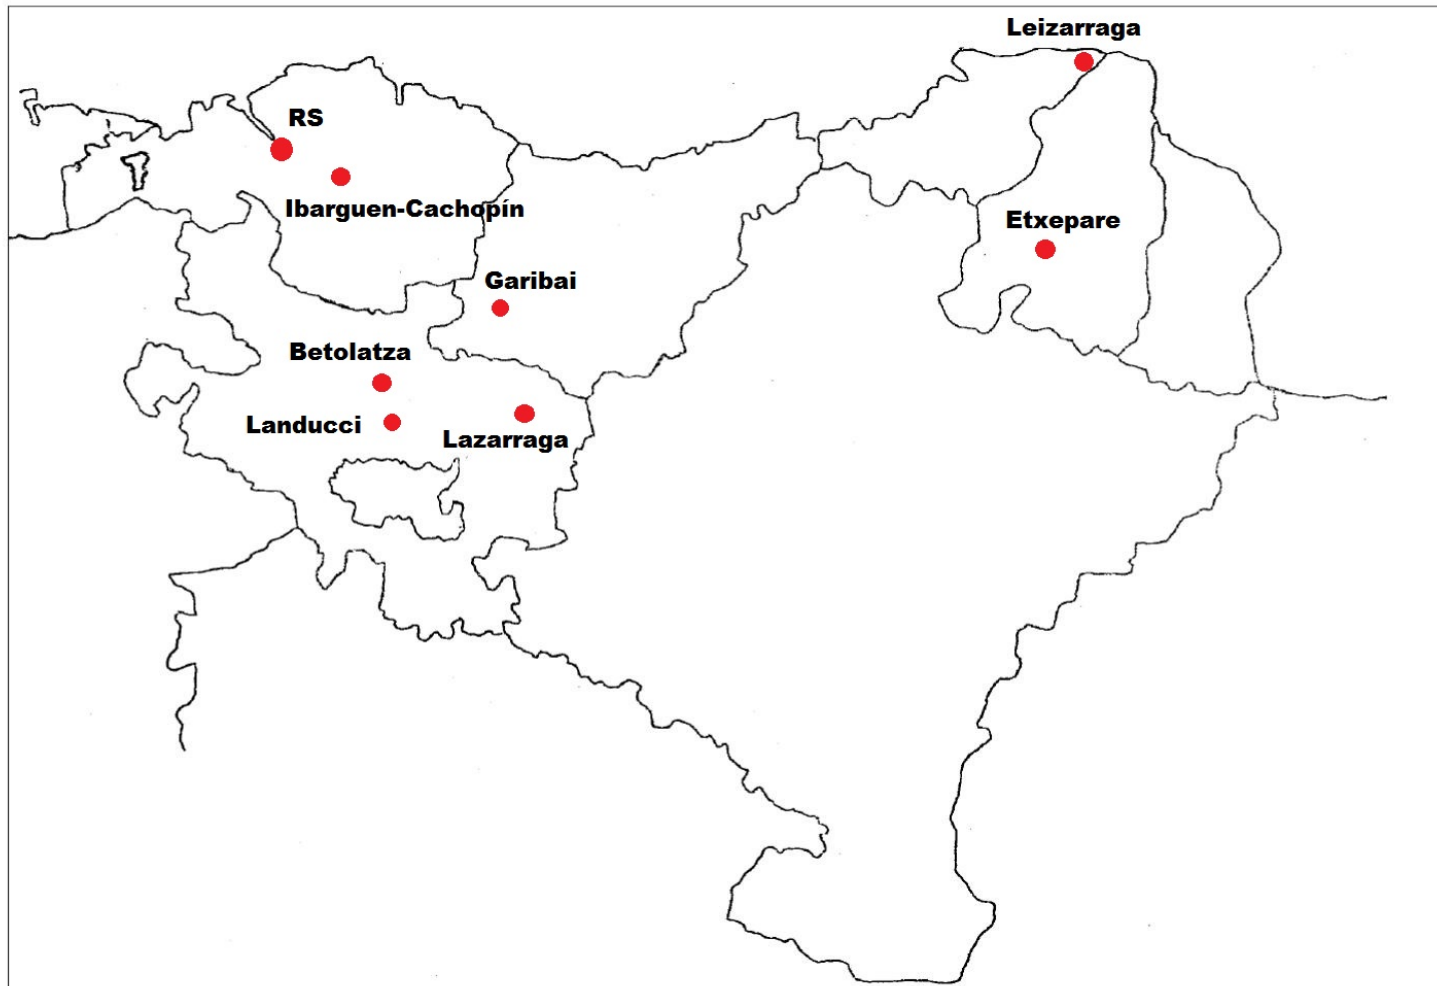 Leizarraga
RS
Ibarguen-Cachopín
Etxepare
Garibai
Betolatza
Landucci
Lazarraga